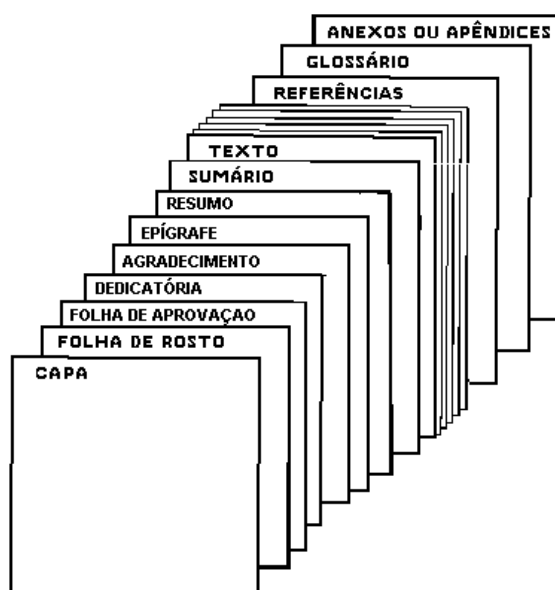 ANEXOS OU APÊNDICES
GLOSSÁRIO
REFERÊNCIAS
TEXTO
SUMÁRIO
RESUMO
EPÍGRAFE
AGRADECIMENTO
DEDICATÓRIA
FOLHA DE APROVAÇAO
FOLHA DE ROSTO
CAPA